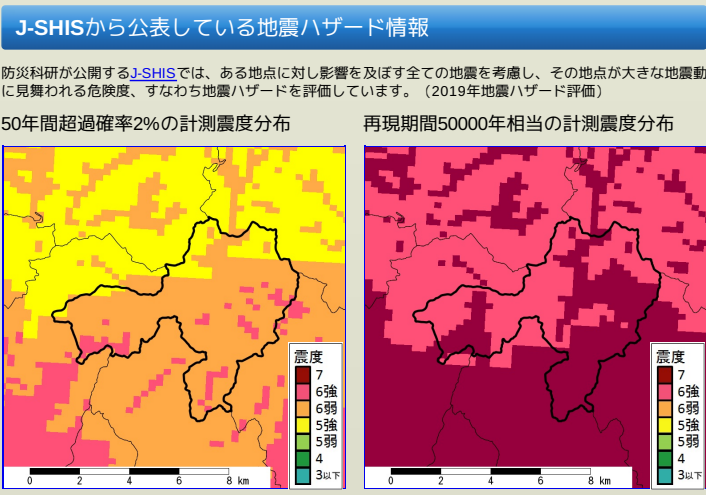 J-SHISから公表している地震ハザード情報
防災科研が公開するJ-SHISでは、ある地点に対し影響を及ぼす全ての地震を考慮し、その地点が大きな地震動
に見舞われる危険度、すなわち地震ハザードを評価しています。（2019年地震ハザード評価）
50年間超過確率2%の計測震度分布
再現期間50000年相当の計測震度分布
震度
7
6強
6弱
5強
5弱
4
3以下
0 2 4 6 8 km
震度
7
6強
6弱
5強
5弱
4
3以下
0 2 4 6 8 km